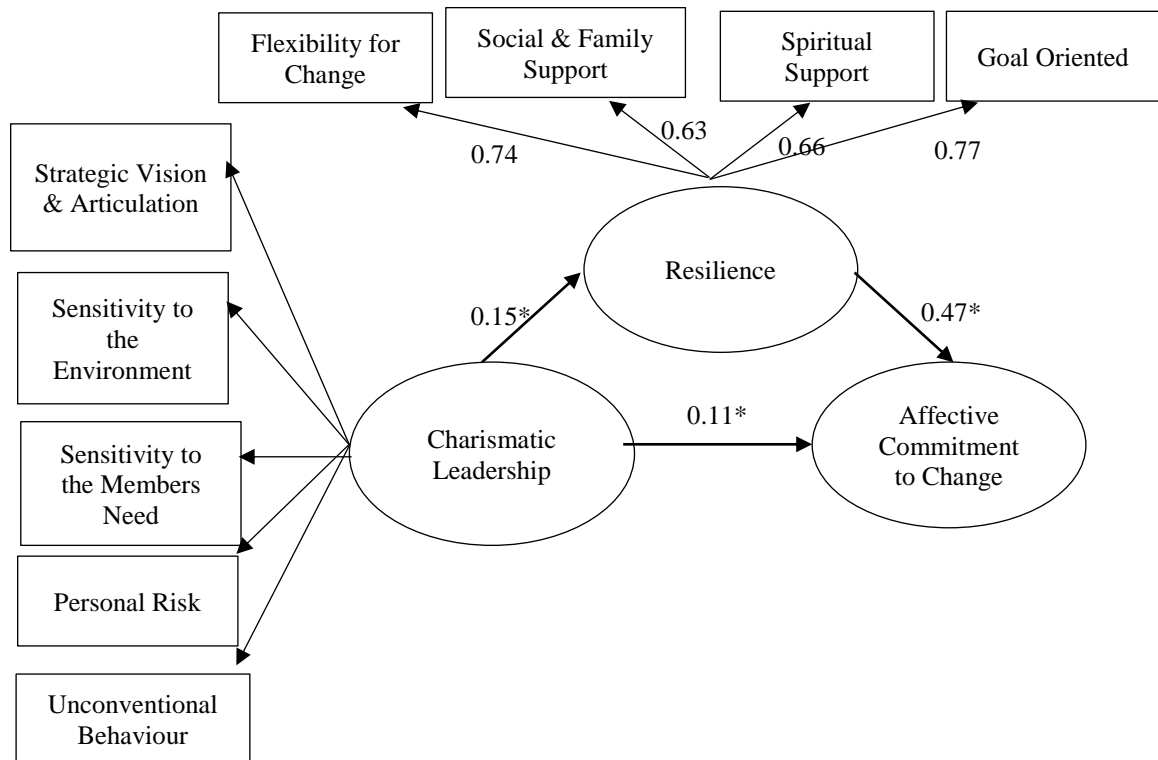 Flexibility for
Change
Social & Family
Support
Spiritual
Support
Goal Oriented
0.74
0.63
0.66
0.77
Strategic Vision
& Articulation
Sensitivity to
the
Environment
Sensitivity to
the Members
Need
Personal Risk
Unconventional
Behaviour
Resilience
0.15*
0.47*
Charismatic
Leadership
0.11*
Affective
Commitment
to Change